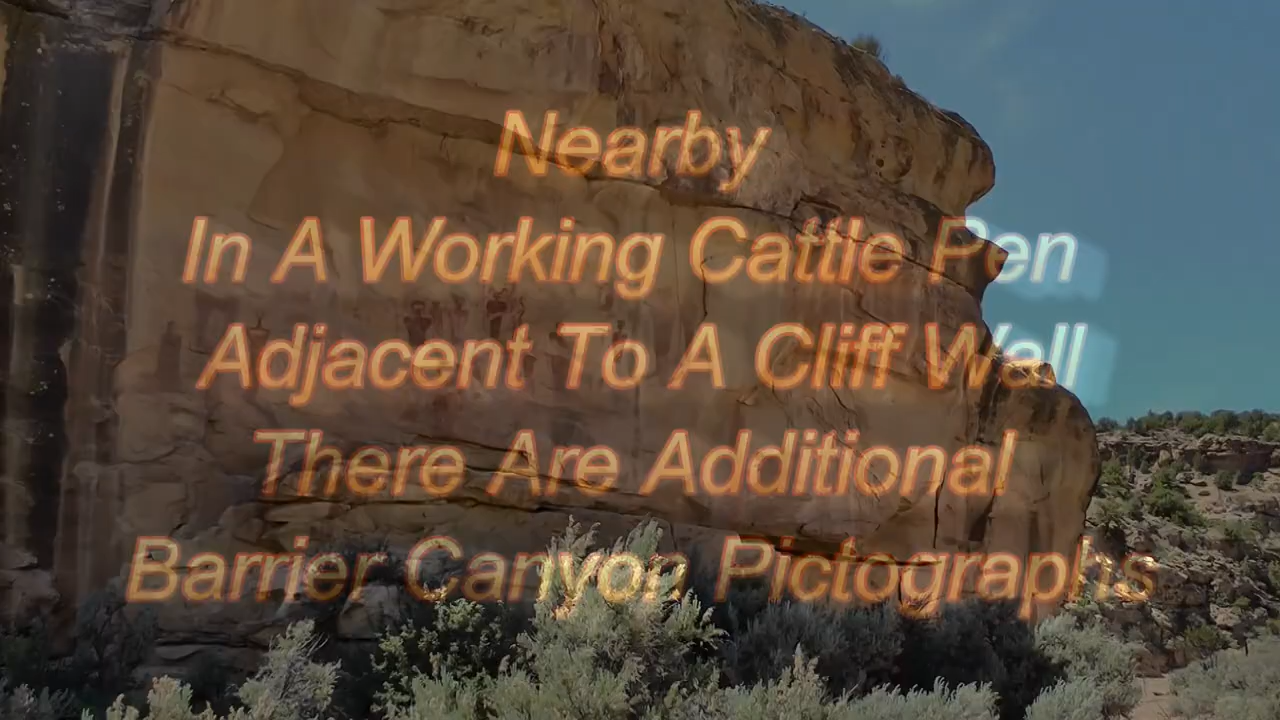 Nearby
In A Working Cattle Pen
Adjacent To A Cliff Wall
There Are Additional
Barrier Canyon Pictographs